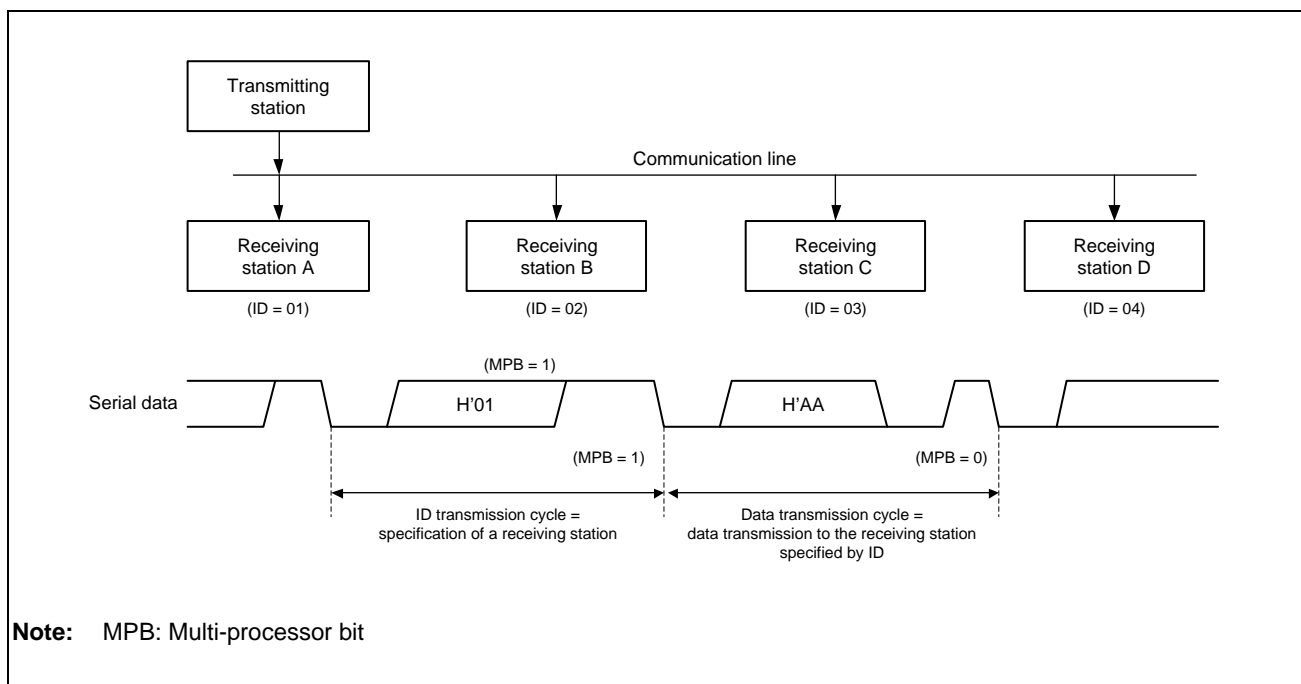 Transmitting
station
Communication line
Receiving
station A
Receiving
station B
Receiving
station C
Receiving
station D
(ID = 01)
(ID = 02)
(ID = 03)
(ID = 04)
(MPB = 1)
Serial data
H'01
H'AA
(MPB = 1)
(MPB = 0)
ID transmission cycle =
specification of a receiving station
Data transmission cycle =
data transmission to the receiving station
specified by ID
Note: MPB: Multi-processor bit